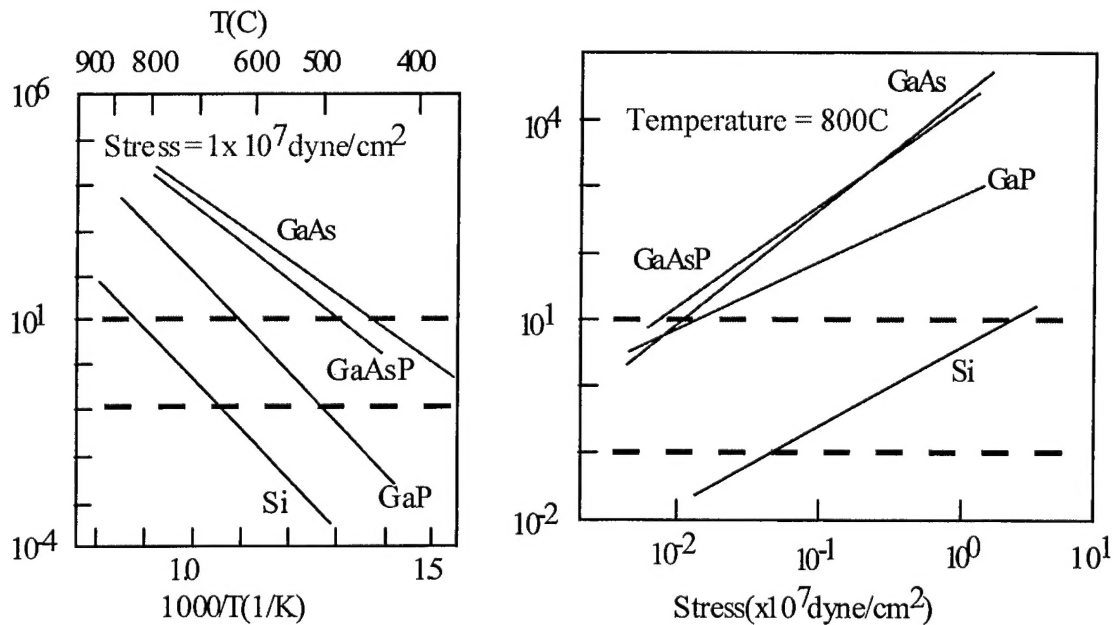 T(C)
900 800 600 500 400
10^6
Stress=1x 10^7 dyne/cm^2
GaAs
10^1
GaAsP
Si
GaP
10^-4
1.0
1.5
1000/T(1/K)
GaAs
10^4
Temperature = 800C
GaP
GaAsP
10^1
Si
10^-2
10^-2 10^-1 10^0 10^1
Stress(x10^7dyne/cm^2)